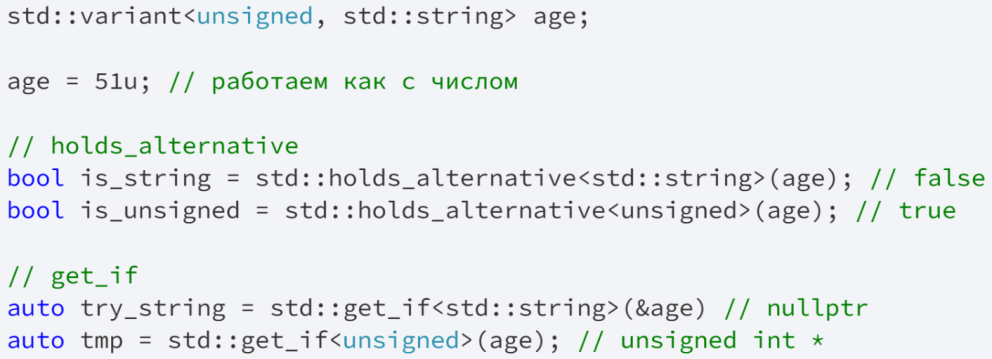 std::variant<unsigned, std::string> age;
age = 51u; // работаем как с числом
// holds_alternative
bool is_string = std::holds_alternative<std::string>(age); // false
bool is_unsigned = std::holds_alternative<unsigned>(age); // true
// get_if
auto try_string = std::get_if<std::string>(&age) // nullptr
auto tmp = std::get_if<unsigned>(age); // unsigned int *